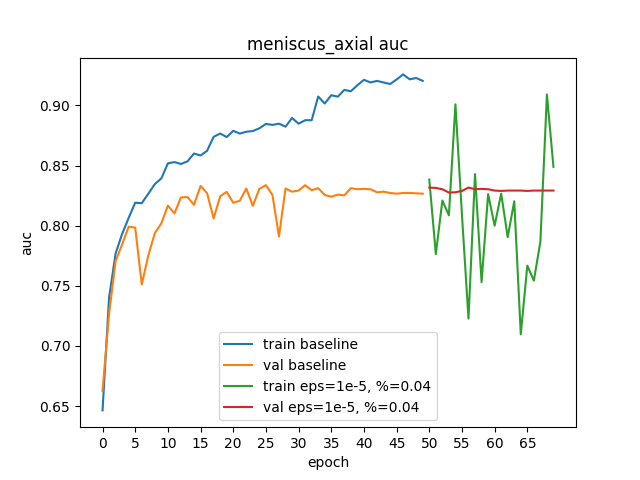 meniscus_axial auc
auc
0.90
0.85
0.80
0.75
0.70
0.65
train baseline
val baseline
train eps=1e-5, %=0.04
val eps=1e-5, %=0.04
0 5 10 15 20 25 30 35 40 45 50 55 60 65
epoch